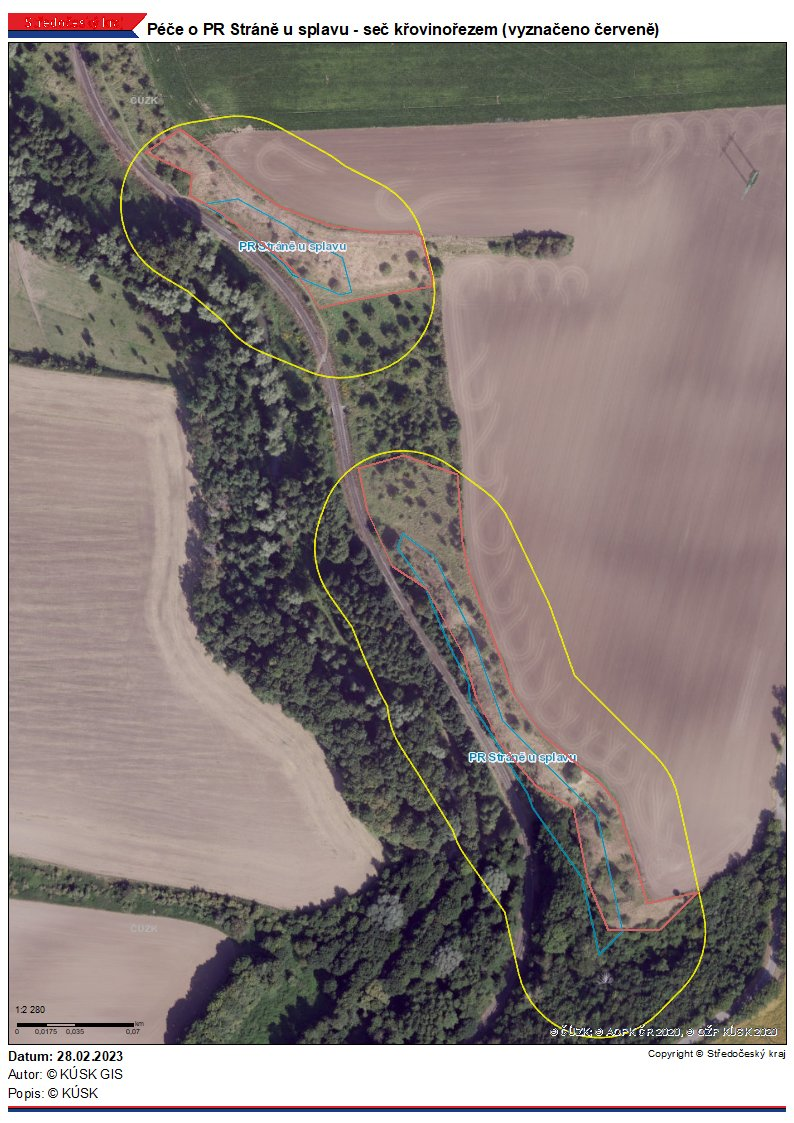 Středočeský kraj
Péče o PR Stráně u splavu - seč křovinořezem (vyznačeno červeně)
ČÚZK
PR Stráně u splavu
PR Stráně u splavu
ČÚZK
1:2 280
km
0 0,0175 0,035 0,07
© ČÚZK; © AOPK ČR 2020, © OŽP KÚSK 2020
Datum: 28.02.2023
Copyright © Středočeský kraj
Autor: © KÚSK GIS
Popis: © KÚSK